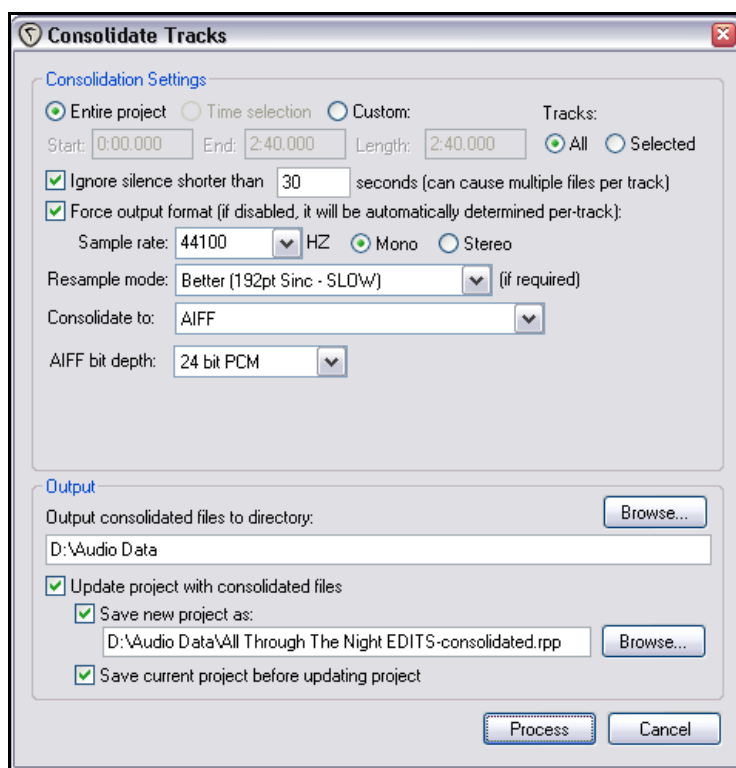 Consolidate Tracks
Consolidation Settings
Entire project Time selection Custom: Tracks:
Start: 0:00.000 End: 2:40.000 Length: 2:40.000 All Selected
Ignore silence shorter than 30 seconds (can cause multiple files per track)
Force output format (if disabled, it will be automatically determined per-track):
Sample rate: 44100 HZ Mono Stereo
Resample mode: Better (192pt Sinc - SLOW) (if required)
Consolidate to: AIFF
AIFF bit depth: 24 bit PCM
Output
Output consolidated files to directory: Browse...
D:\Audio Data
Update project with consolidated files
Save new project as:
D:\Audio Data\All Through The Night EDITS-consolidated.rpp Browse...
Save current project before updating project
Process Cancel